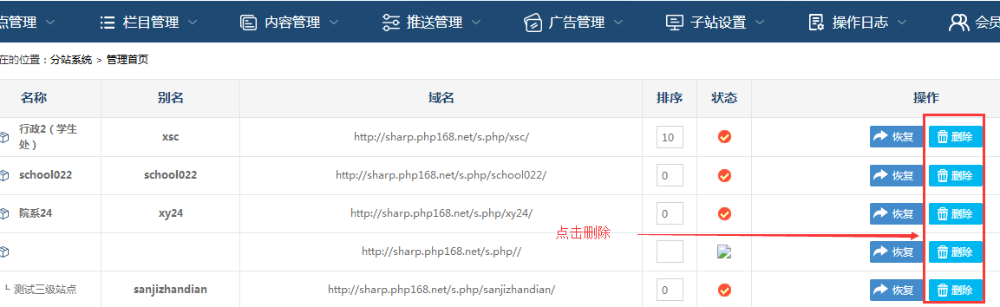 点管理 栏目管理 内容管理 推送管理 广告管理 子站设置 操作日志 会员
在的位置：分站系统 > 管理首页
名称 别名 域名 排序 状态 操作
行政2（学生
处） xsc http://sharp.php168.net/s.php/xsc/ 10 恢复 删除
school022 school022 http://sharp.php168.net/s.php/school022/ 0 恢复 删除
院系24 xy24 http://sharp.php168.net/s.php/xy24/ 0 恢复 删除
点击删除
http://sharp.php168.net/s.php// 恢复 删除
└ 测试三级站点 sanjizhandian http://sharp.php168.net/s.php/sanjizhandian/ 0 恢复 删除